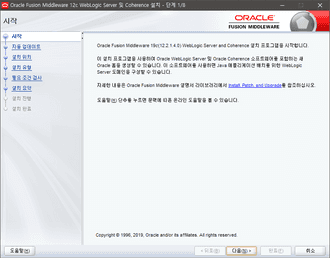 Oracle Fusion Middleware 12c WebLogic Server 및 Coherence 설치 - 단계 1/8
시작
ORACLE
FUSION MIDDLEWARE
시작
자동 업데이트
설치 위치
설치 유형
필요 조건 검사
설치 요약
설치 진행
설치 완료
Oracle Fusion Middleware 12c(12.2.1.4.0) WebLogic Server and Coherence 설치 프로그램을 시작합니다.
이 설치 프로그램을 사용하여 Oracle WebLogic Server 및 Oracle Coherence 소프트웨어를 포함하는 새
Oracle 홈을 생성할 수 있습니다. 이 소프트웨어를 사용하면 Java 애플리케이션 배치를 위한 WebLogic
Server 도메인을 구성할 수 있습니다.
자세한 내용은 Oracle Fusion Middleware 설명서 라이브러리에서 Install, Patch, and Upgrade를 참조하십시오.
도움말(H) 단추를 누르면 문맥에 따른 온라인 도움말을 볼 수 있습니다.
Copyright © 1996, 2019, Oracle and/or its affiliates. All rights reserved.
도움말(H)
< 뒤로(B)
다음(N) >
완료(F)
취소